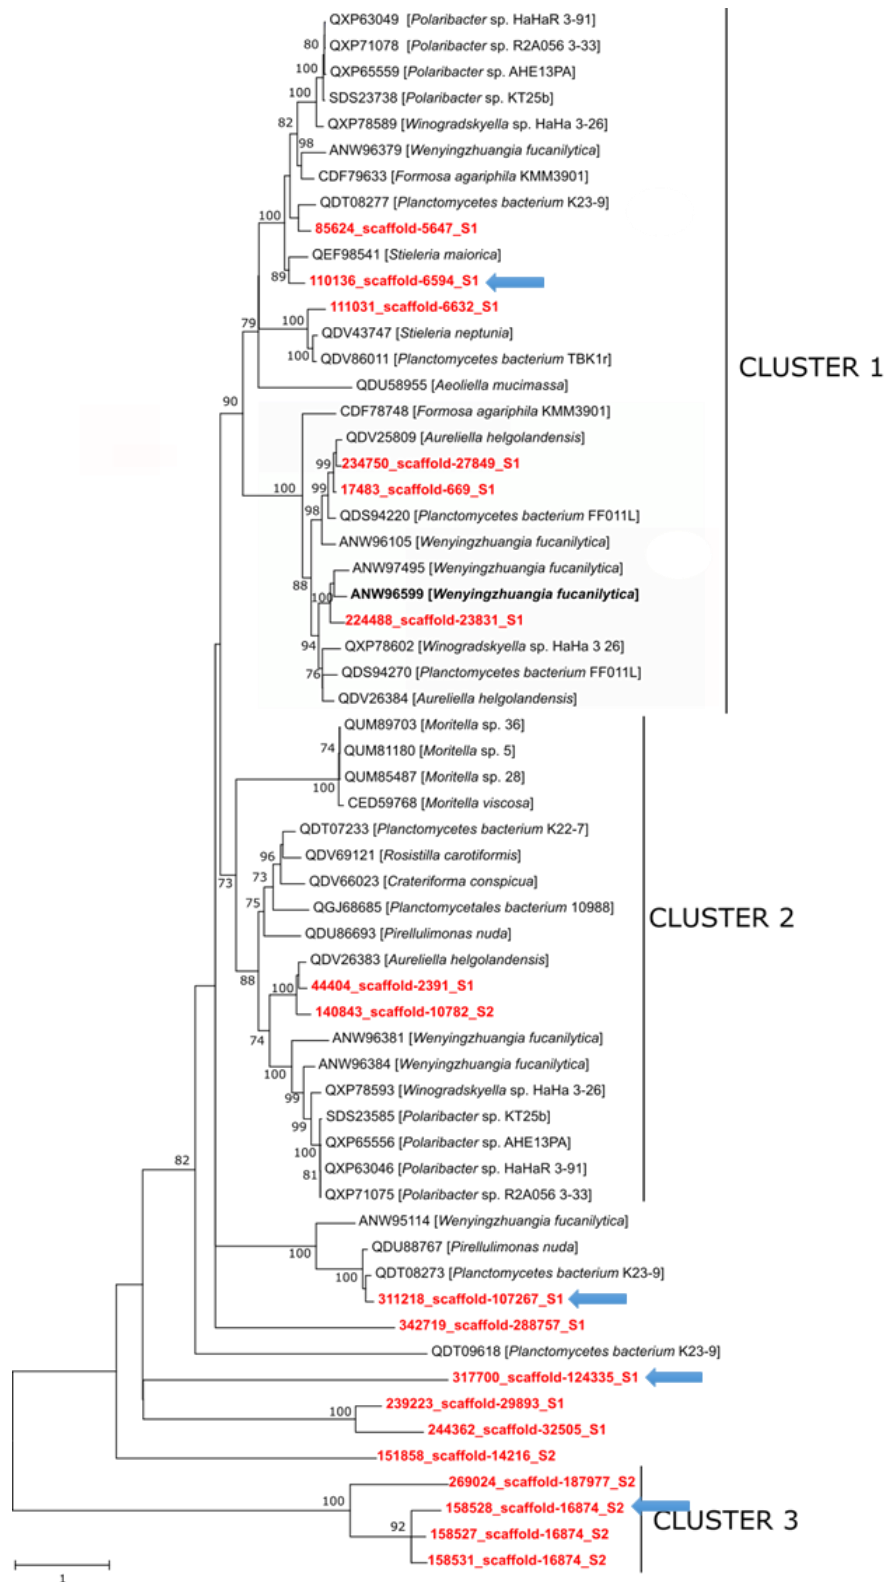 QXP63049 [Polaribacter sp. HaHaR 3-91]
80
QXP71078 [Polaribacter sp. R2A056 3-33]
100
QXP65559 [Polaribacter sp. AHE13PA]
100
SDS23738 [Polaribacter sp. KT25b]
82
QXP78589 [Winogradskyella sp. HaHa 3-26]
98
ANW96379 [Wenyingzhuangia fucanilytica]
CDF79633 [Formosa agariphila KMM3901]
QDT08277 [Planctomycetes bacterium K23-9]
100
85624_scaffold-5647_S1
QEF98541 [Stieleria maiorica]
89
110136_scaffold-6594_S1
111031_scaffold-6632_S1
79
100
QDV43747 [Stieleria neptunia]
100
QDV86011 [Planctomycetes bacterium TBK1r]
CLUSTER 1
QDU58955 [Aeoliella mucimassa]
90
CDF78748 [Formosa agariphila KMM3901]
QDV25809 [Aureliella helgolandensis]
99
234750_scaffold-27849_S1
100
99
17483_scaffold-669_S1
98
QDS94220 [Planctomycetes bacterium FF011L]
ANW96105 [Wenyingzhuangia fucanilytica]
ANW97495 [Wenyingzhuangia fucanilytica]
88
100
ANW96599 [Wenyingzhuangia fucanilytica]
224488_scaffold-23831_S1
94
QXP78602 [Winogradskyella sp. HaHa 3 26]
76
QDS94270 [Planctomycetes bacterium FF011L]
QDV26384 [Aureliella helgolandensis]
QUM89703 [Moritella sp. 36]
74
QUM81180 [Moritella sp. 5]
QUM85487 [Moritella sp. 28]
100
CED59768 [Moritella viscosa]
QDT07233 [Planctomycetes bacterium K22-7]
96
QDV69121 [Rosistilla carotiformis]
73
73
QDV66023 [Crateriforma conspicua]
75
QGJ68685 [Planctomycetales bacterium 10988]
CLUSTER 2
QDU86693 [Pirellulimonas nuda]
QDV26383 [Aureliella helgolandensis]
88
100
44404_scaffold-2391_S1
140843_scaffold-10782_S2
74
ANW96381 [Wenyingzhuangia fucanilytica]
100
ANW96384 [Wenyingzhuangia fucanilytica]
99
QXP78593 [Winogradskyella sp. HaHa 3-26]
99
SDS23585 [Polaribacter sp. KT25b]
100
QXP65556 [Polaribacter sp. AHE13PA]
82
81
QXP63046 [Polaribacter sp. HaHaR 3-91]
QXP71075 [Polaribacter sp. R2A056 3-33]
ANW95114 [Wenyingzhuangia fucanilytica]
100
QDU88767 [Pirellulimonas nuda]
100
QDT08273 [Planctomycetes bacterium K23-9]
311218_scaffold-107267_S1
342719_scaffold-288757_S1
QDT09618 [Planctomycetes bacterium K23-9]
317700_scaffold-124335_S1
239223_scaffold-29893_S1
100
244362_scaffold-32505_S1
151858_scaffold-14216_S2
269024_scaffold-187977_S2
100
158528_scaffold-16874_S2
92
CLUSTER 3
158527_scaffold-16874_S2
158531_scaffold-16874_S2
1